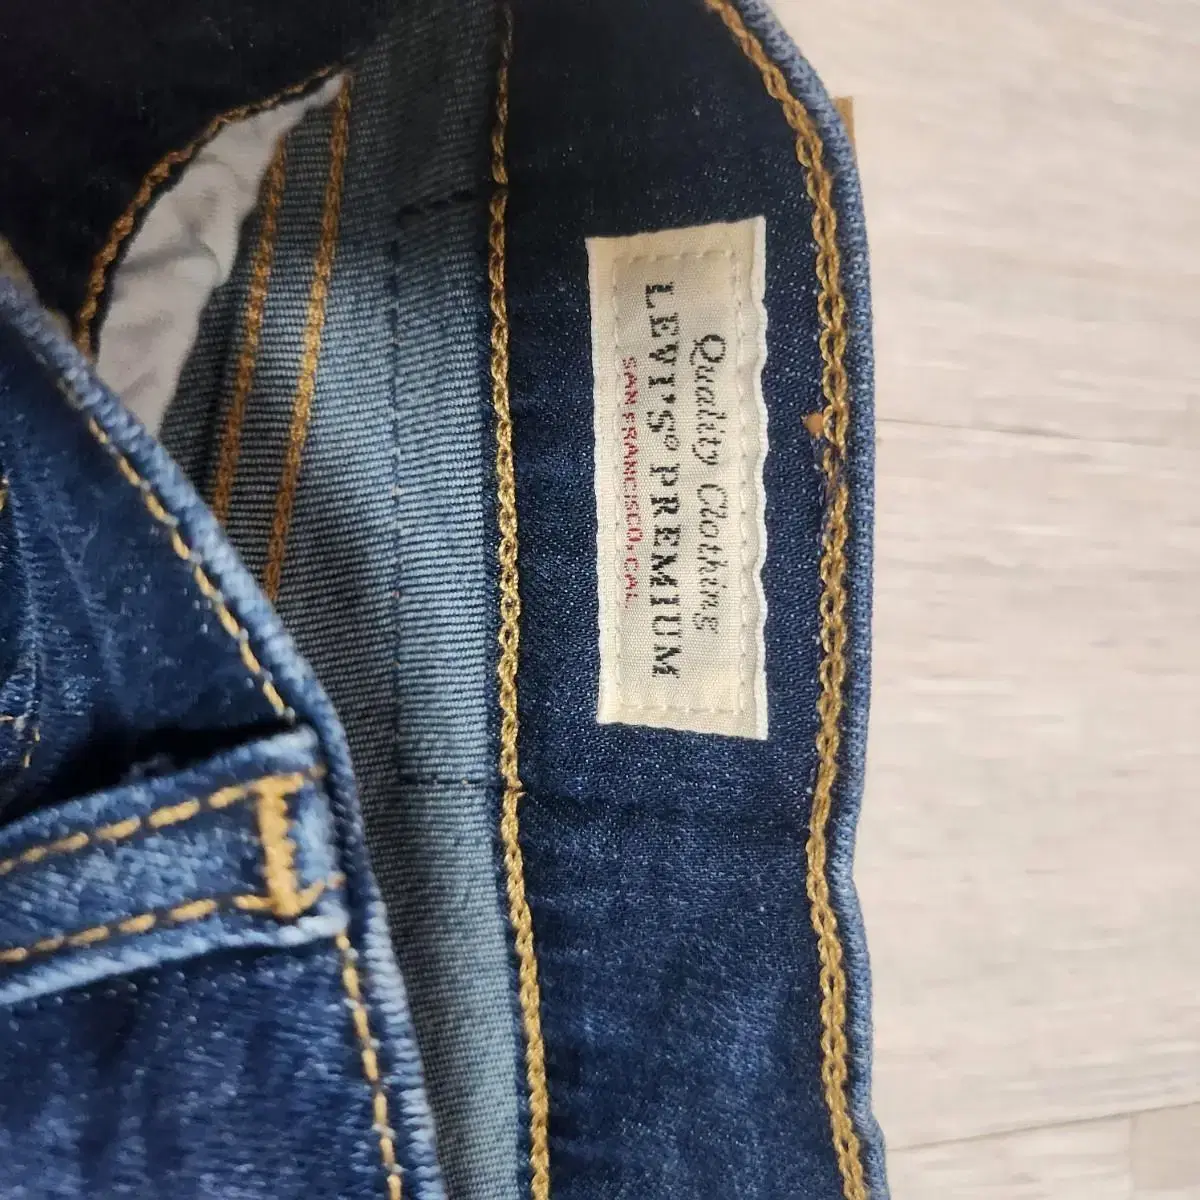 Quality Clothing
LEVI'S® PREMIUM
SAN FRANCISCO, CAL.